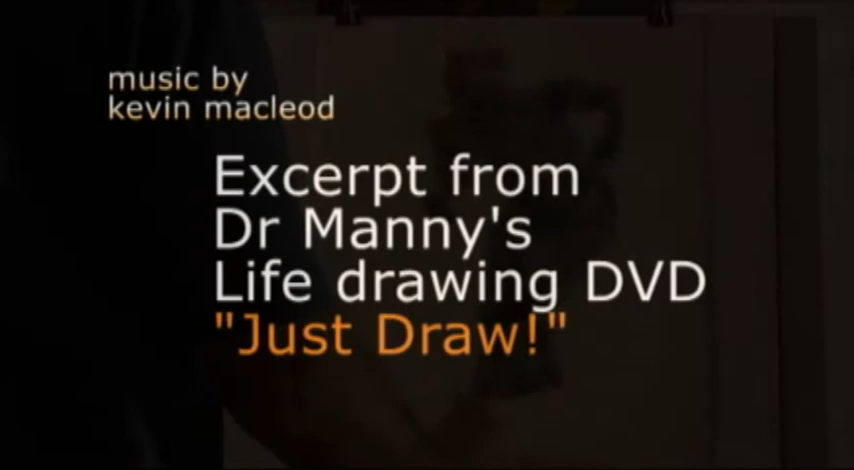 music by
kevin macleod
Excerpt from
Dr Manny's
Life drawing DVD
"Just Draw!"